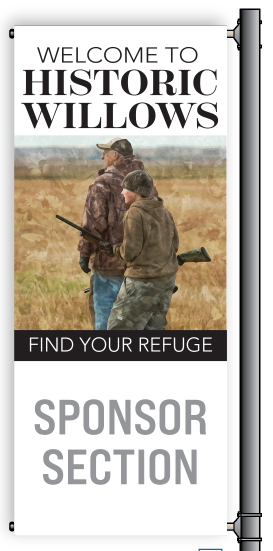 WELCOME TO
HISTORIC
WILLOWS
FIND YOUR REFUGE
SPONSOR
SECTION